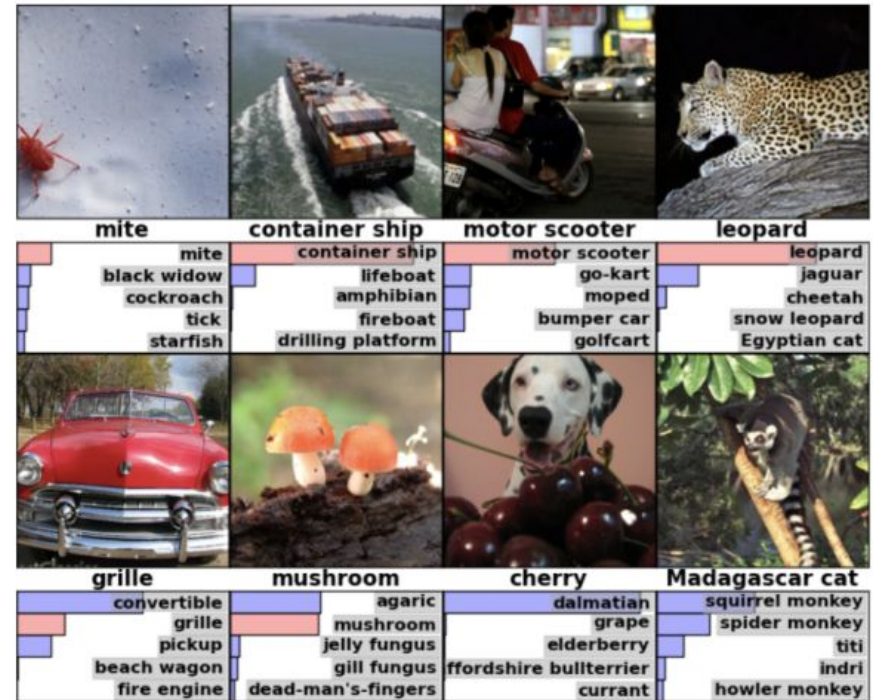 mite
container ship
motor scooter
leopard
mite
black widow
cockroach
tick
starfish
container ship
lifeboat
amphibian
fireboat
drilling platform
motor scooter
go-kart
moped
bumper car
golfcart
leopard
jaguar
cheetah
snow leopard
Egyptian cat
grille
mushroom
cherry
Madagascar cat
convertible
grille
pickup
beach wagon
fire engine
agaric
mushroom
jelly fungus
gill fungus
dead-man's-fingers
dalmatian
grape
elderberry
ffordshire bullterrier
currant
squirrel monkey
spider monkey
titi
indri
howler monkey